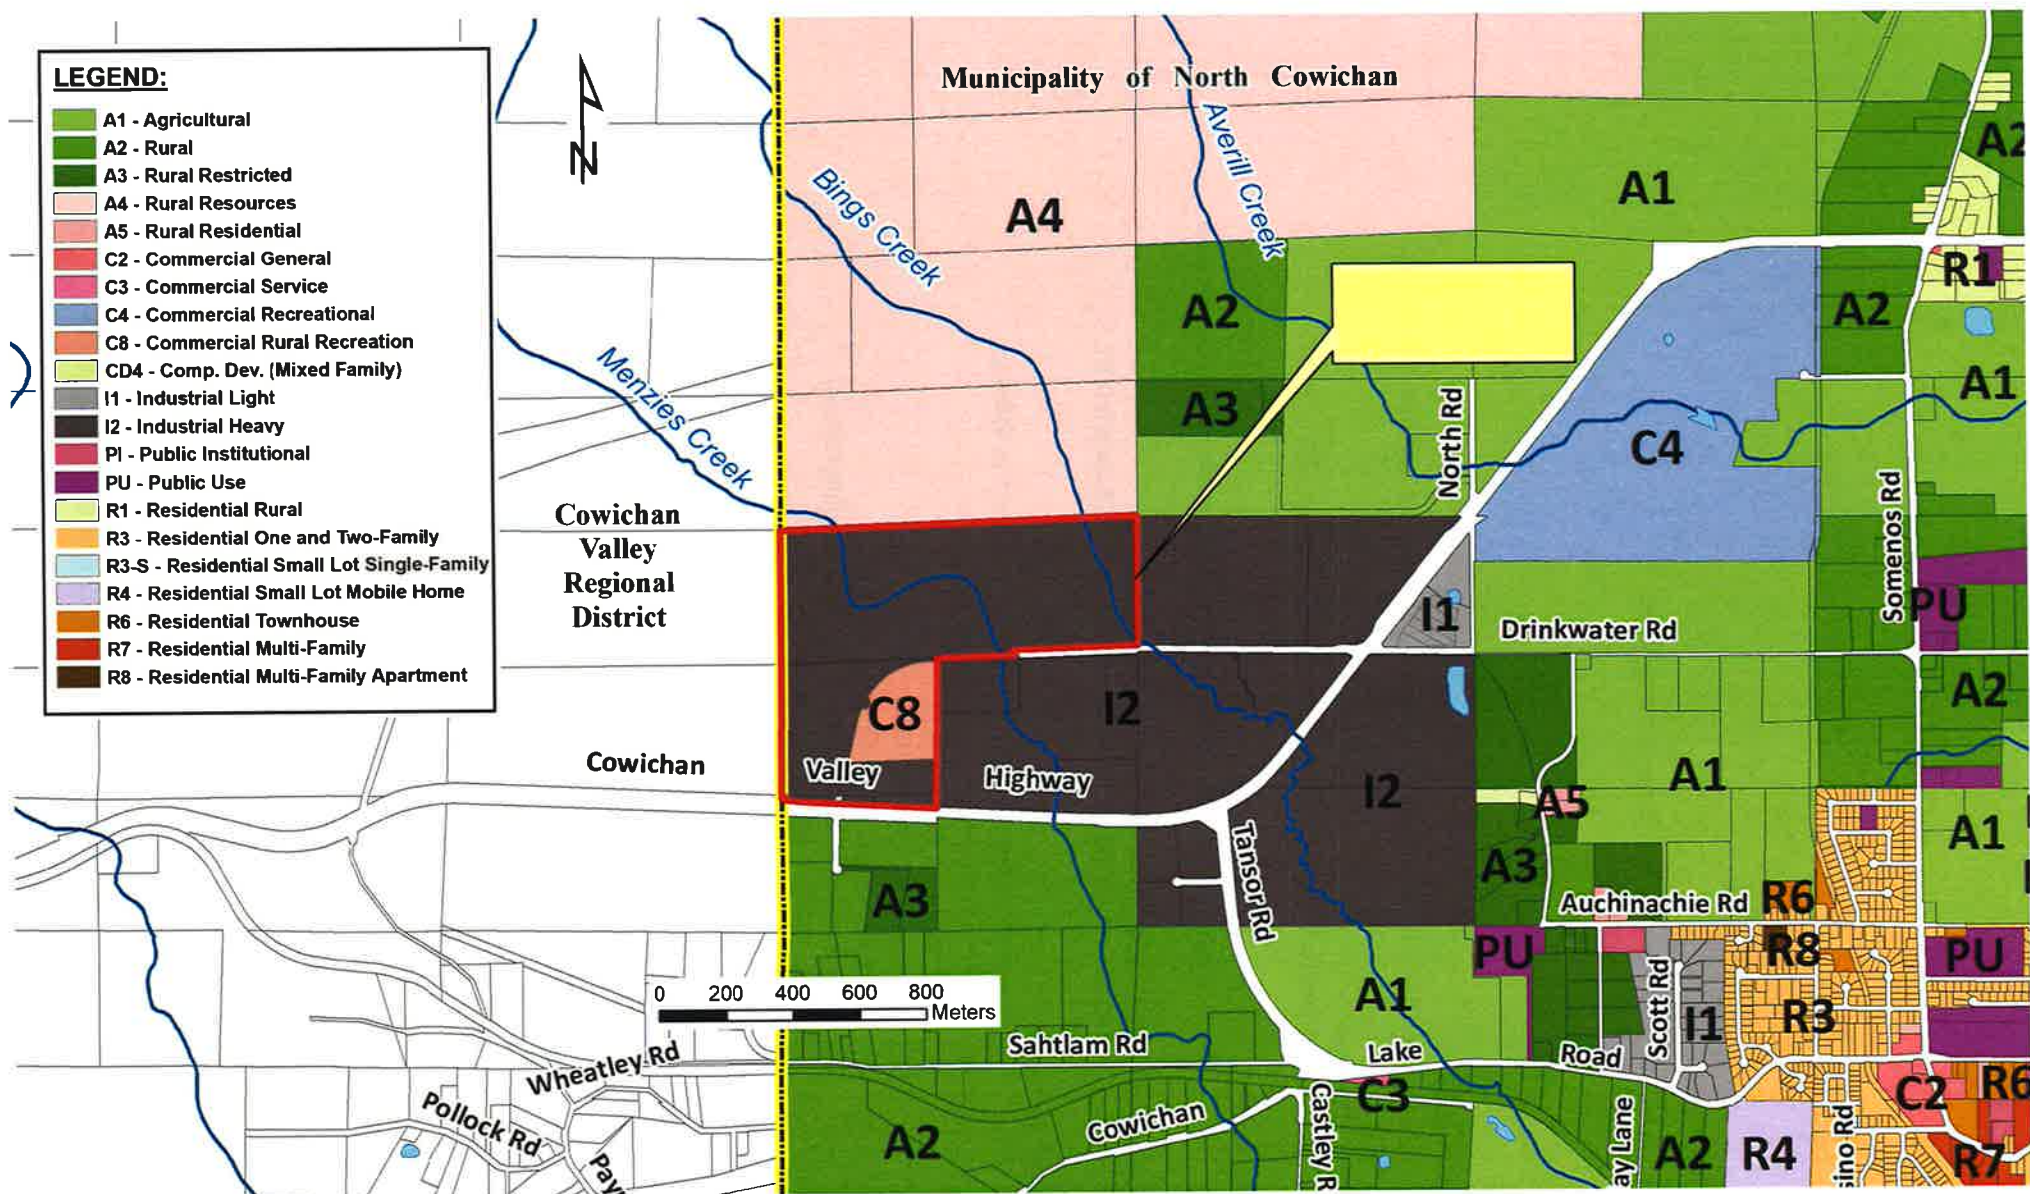 LEGEND:
A1 - Agricultural
A2 - Rural
A3 - Rural Restricted
A4 - Rural Resources
A5 - Rural Residential
C2 - Commercial General
C3 - Commercial Service
C4 - Commercial Recreational
C8 - Commercial Rural Recreation
CD4 - Comp. Dev. (Mixed Family)
I1 - Industrial Light
I2 - Industrial Heavy
PI - Public Institutional
PU - Public Use
R1 - Residential Rural
R3 - Residential One and Two-Family
R3-S - Residential Small Lot Single-Family
R4 - Residential Small Lot Mobile Home
R6 - Residential Townhouse
R7 - Residential Multi-Family
R8 - Residential Multi-Family Apartment
N
Municipality of North Cowichan
Averill Creek
Bings Creek
Menzies Creek
A4
A1
A2
R1
A2
A2
A1
A3
North Rd
C4
Somenos Rd
Cowichan
Valley
Regional
District
I1
Drinkwater Rd
PU
A2
C8
I2
Cowichan
Valley
Highway
I2
A1
A5
A1
Tansor Rd
A3
A3
Auchinachie Rd
R6
PU
R8
PU
A1
Scott Rd
I1
R3
0 200 400 600 800
Meters
Sahtlam Rd
Lake
Road
Wheatley Rd
Pollock Rd
C3
C2
R6
Cowichan
A2
A2
R4
R7